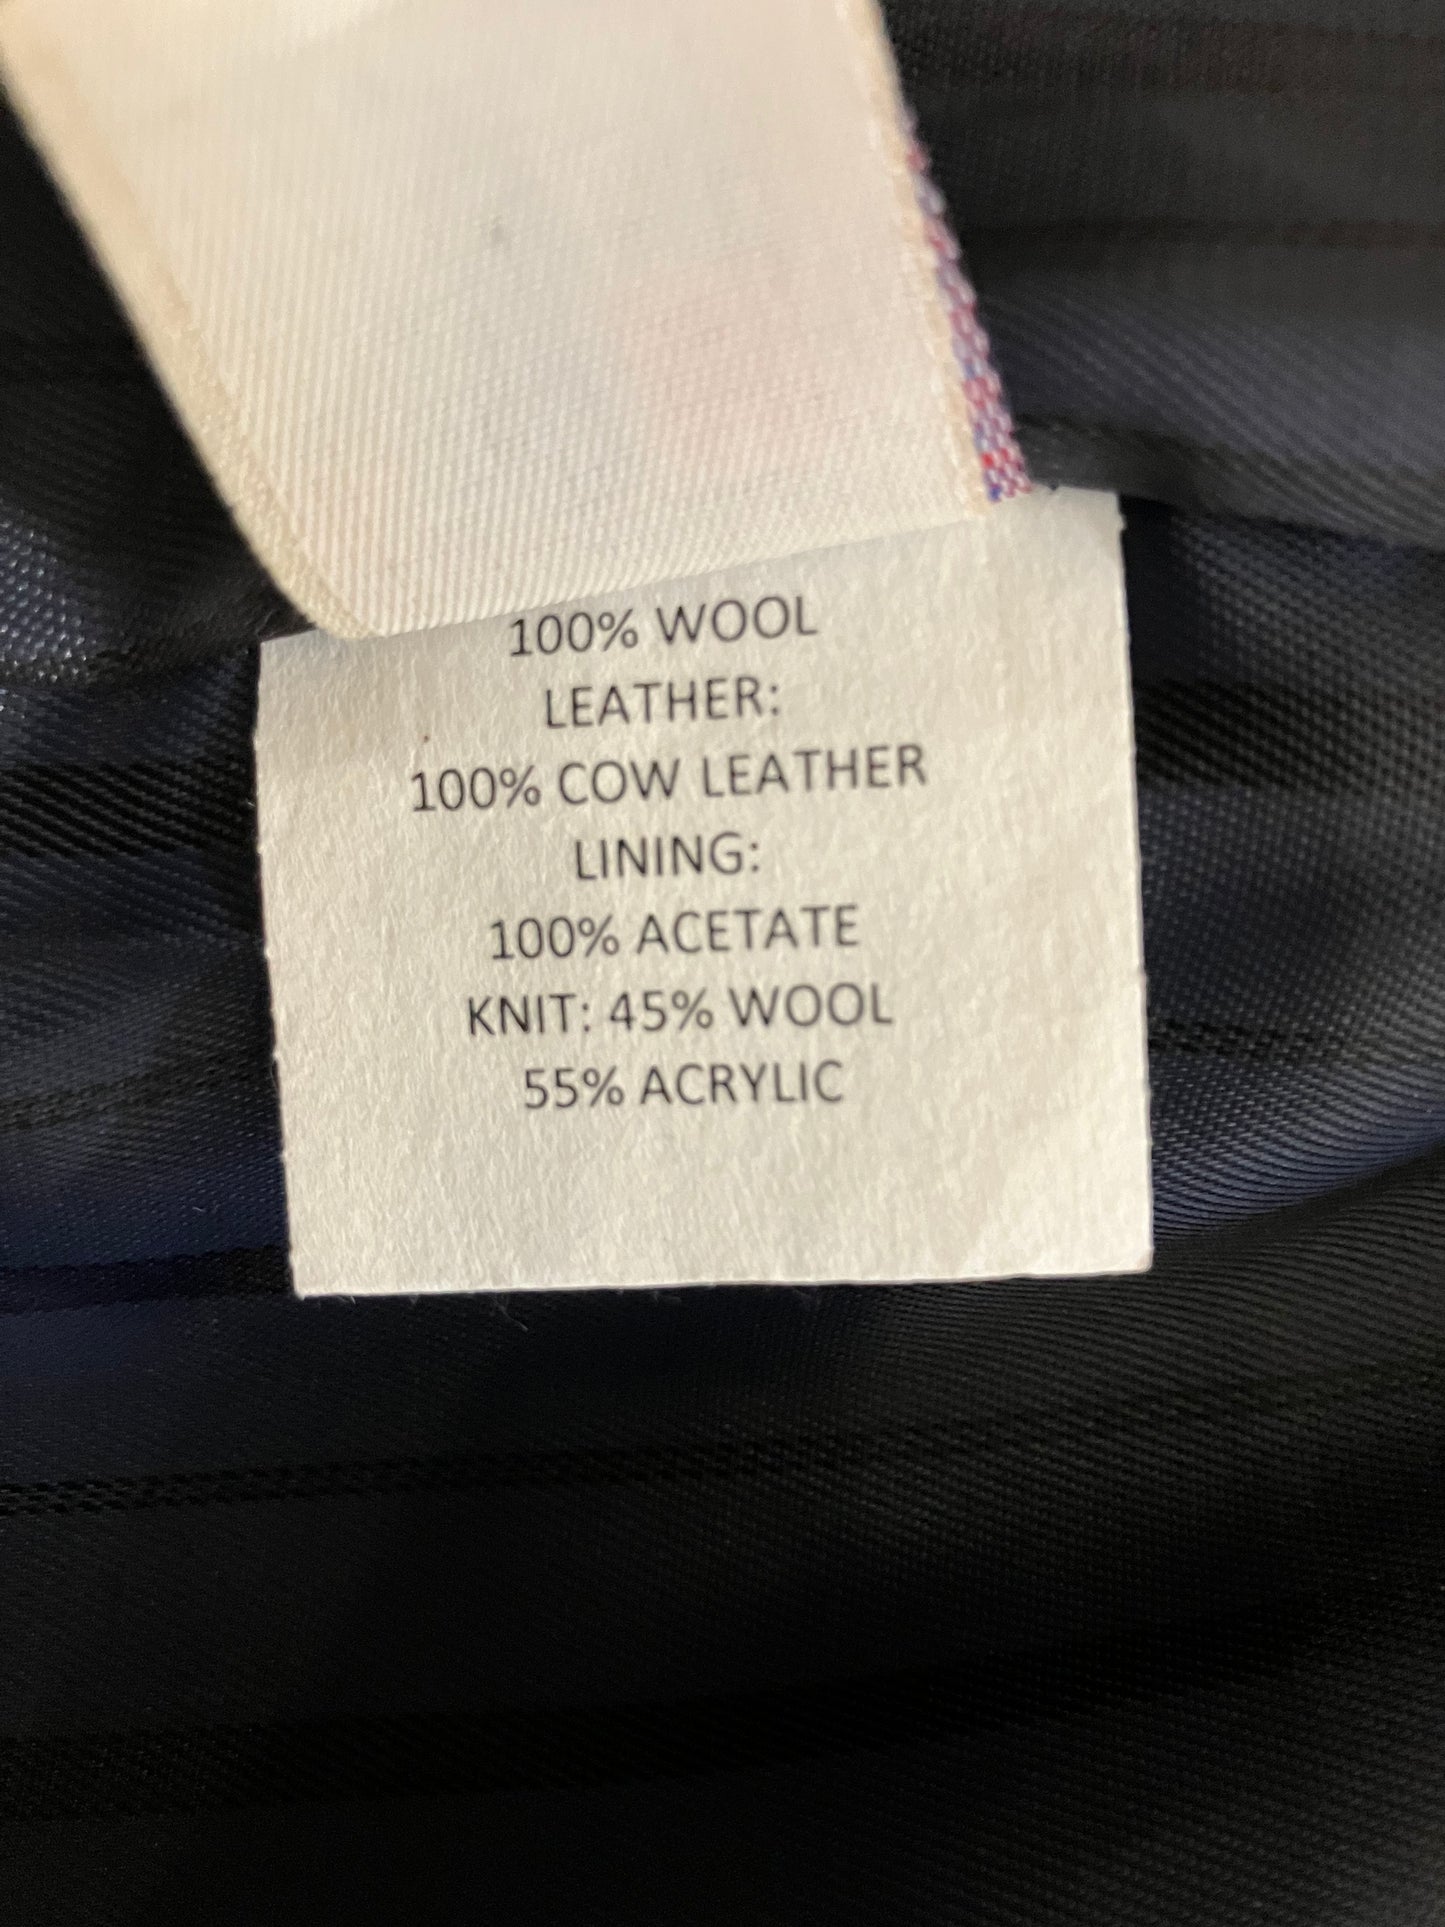 100% WOOL
LEATHER:
100% COW LEATHER
LINING:
100% ACETATE
KNIT: 45% WOOL
55% ACRYLIC